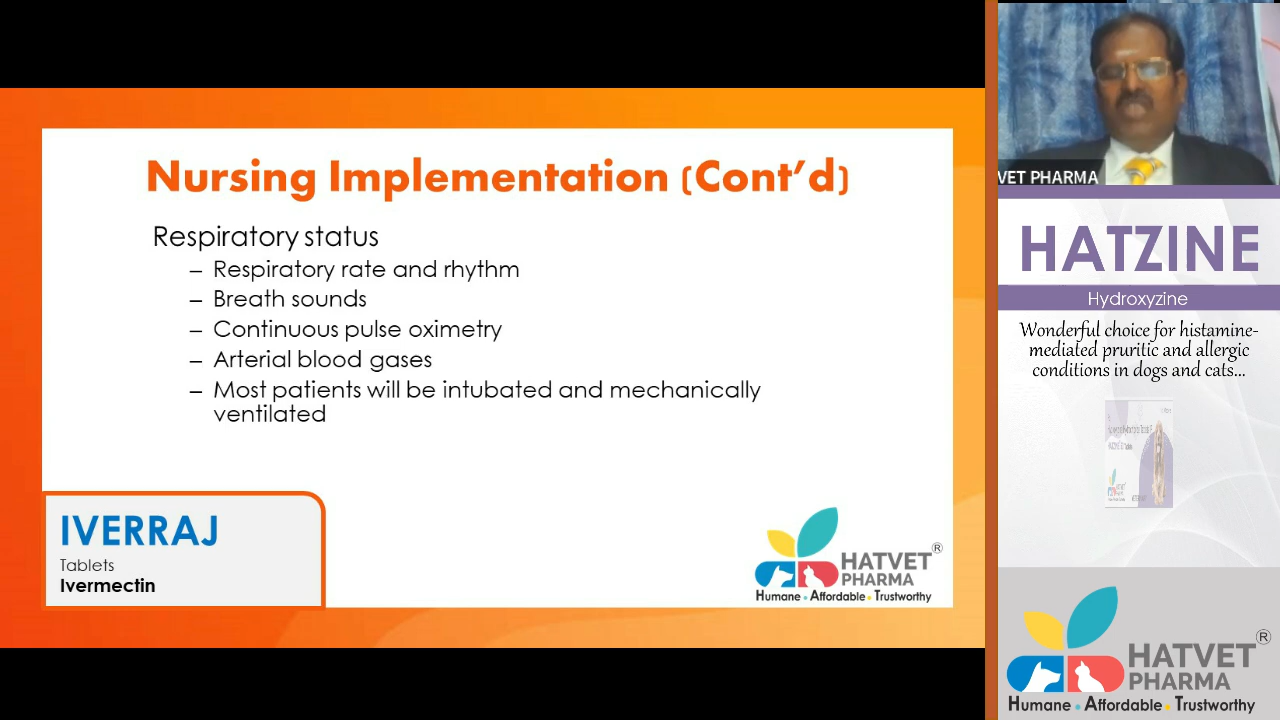 Nursing Implementation (Cont’d)
Respiratory status
– Respiratory rate and rhythm
– Breath sounds
– Continuous pulse oximetry
– Arterial blood gases
– Most patients will be intubated and mechanically
ventilated
IVERRAJ
Tablets
Ivermectin
HATVET®
PHARMA
Humane • Affordable • Trustworthy
VET PHARMA
HATZINE
Hydroxyzine
Wonderful choice for histamine-
mediated pruritic and allergic
conditions in dogs and cats...
HATVET®
PHARMA
Humane • Affordable • Trustworthy